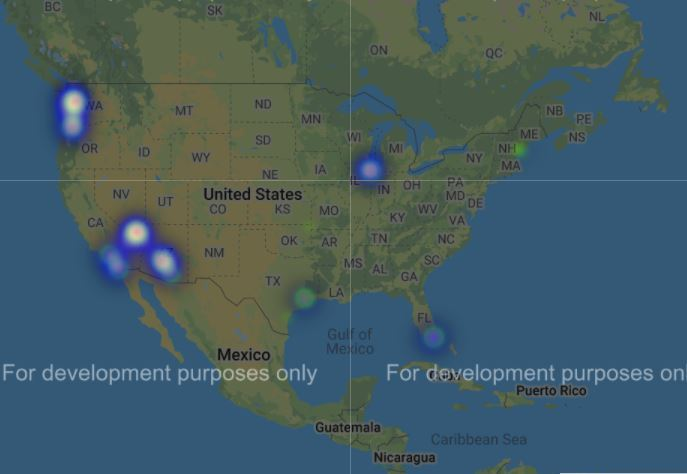 BC
SK
NL
ON
QC
WA
MT
ND
MN
NB
PE
OR
ID
SD
WI
MI
ME
NS
WY
NH
NY
MA
NE
IA
IL
IN
OH
PA
NV
UT
United States
MD
DE
CA
CO
KS
MO
KY
WV
VA
OK
AR
TN
NC
NM
MS
AL
GA
SC
TX
LA
FL
Gulf of
Mexico
Mexico
For development purposes only
For development purposes onl
Cuba
Puerto Rico
Guatemala
Caribbean Sea
Nicaragua